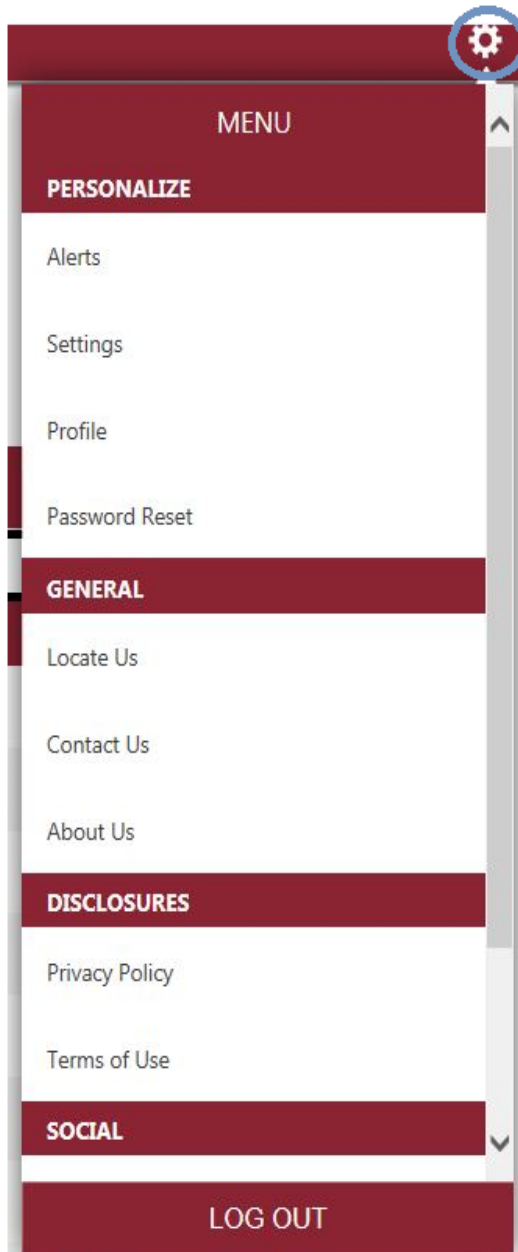 MENU
PERSONALIZE
Alerts
Settings
Profile
Password Reset
GENERAL
Locate Us
Contact Us
About Us
DISCLOSURES
Privacy Policy
Terms of Use
SOCIAL
LOG OUT